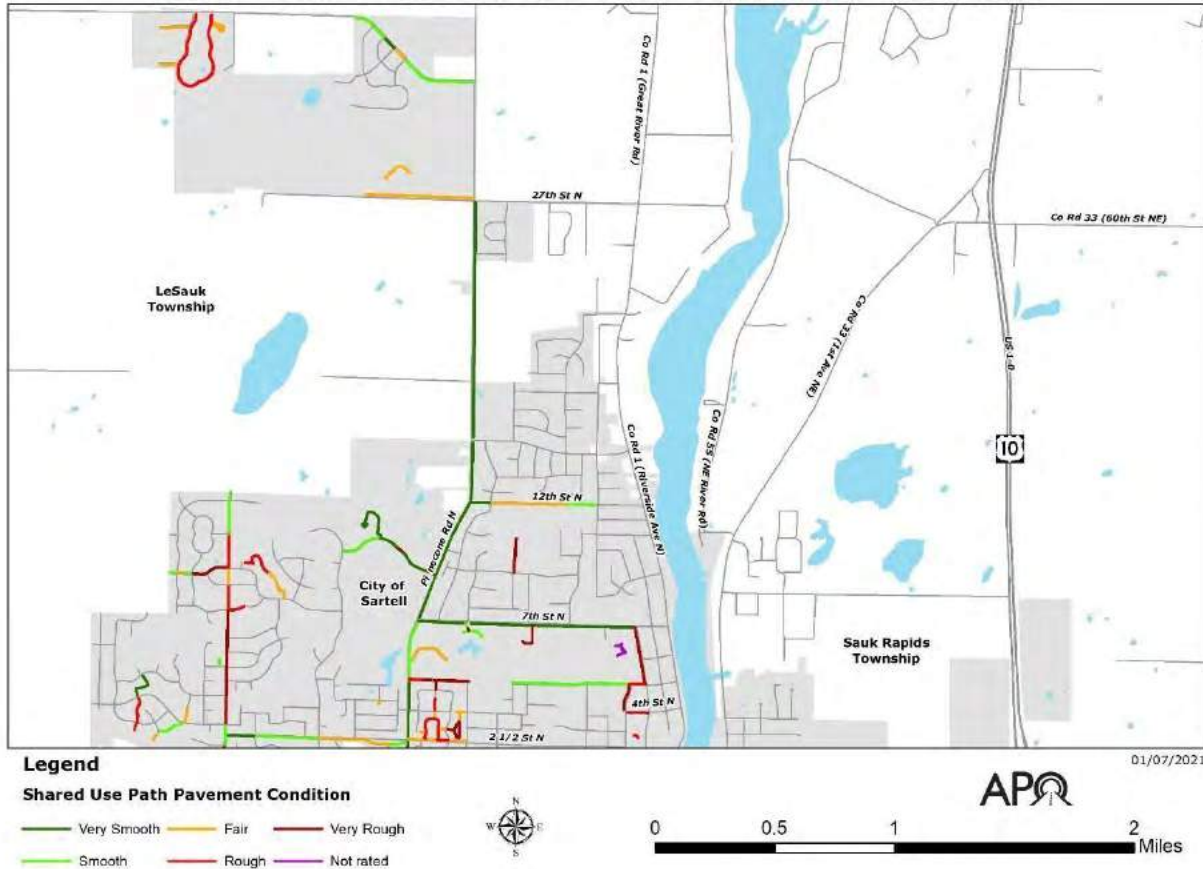 Co Rd 1 (Great River Rd)
27th St N
Co Rd 33 (60th St NE)
LeSauk
Township
Co Rd 33 (1st Ave NE)
US 10
10
Co Rd 1 (Riverside Ave N)
Co Rd 55 (NE River Rd)
12th St N
Pinecone Rd N
City of
Sartell
7th St N
Sauk Rapids
Township
4th St N
2 1/2 St N
Legend
01/07/2021
Shared Use Path Pavement Condition
Very Smooth
Fair
Very Rough
Smooth
Rough
Not rated
N
W
E
S
APO
0
0.5
1
2
Miles